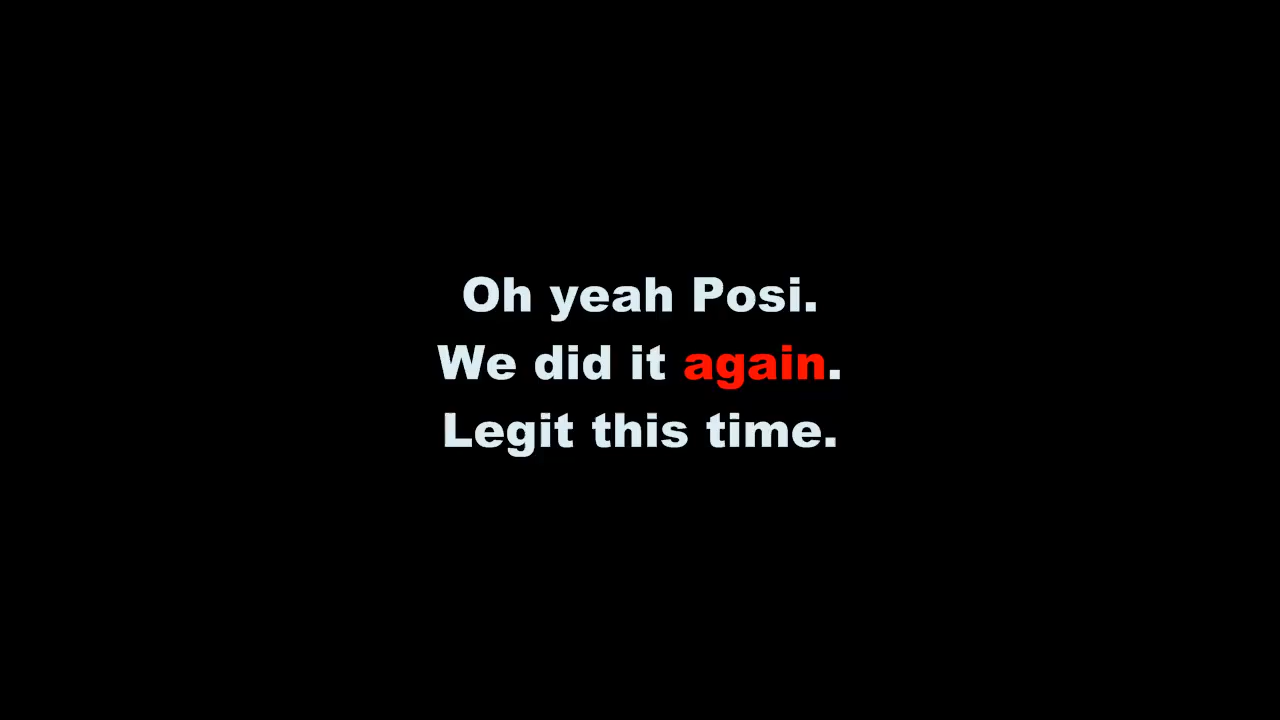 Oh yeah Posi.
We did it again.
Legit this time.